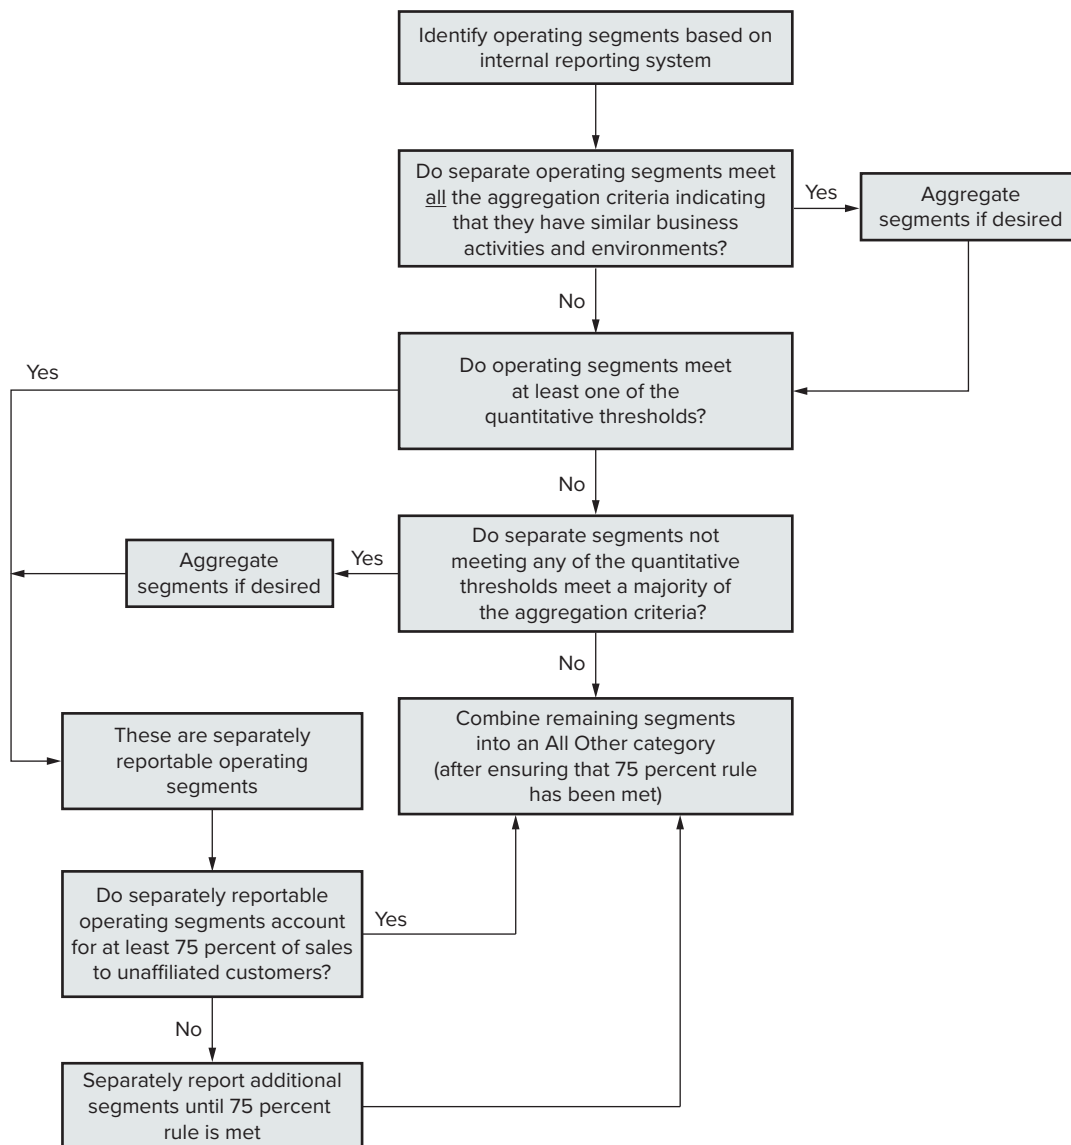 Identify operating segments based on
internal reporting system
Do separate operating segments meet
all the aggregation criteria indicating
that they have similar business
activities and environments?
Yes
Aggregate
segments if desired
No
Do operating segments meet
at least one of the
quantitative thresholds?
Yes
No
Do separate segments not
meeting any of the quantitative
thresholds meet a majority of
the aggregation criteria?
Yes
Aggregate
segments if desired
No
Combine remaining segments
into an All Other category
(after ensuring that 75 percent rule
has been met)
These are separately
reportable operating
segments
Do separately reportable
operating segments account
for at least 75 percent of sales
to unaffiliated customers?
Yes
No
Separately report additional
segments until 75 percent
rule is met